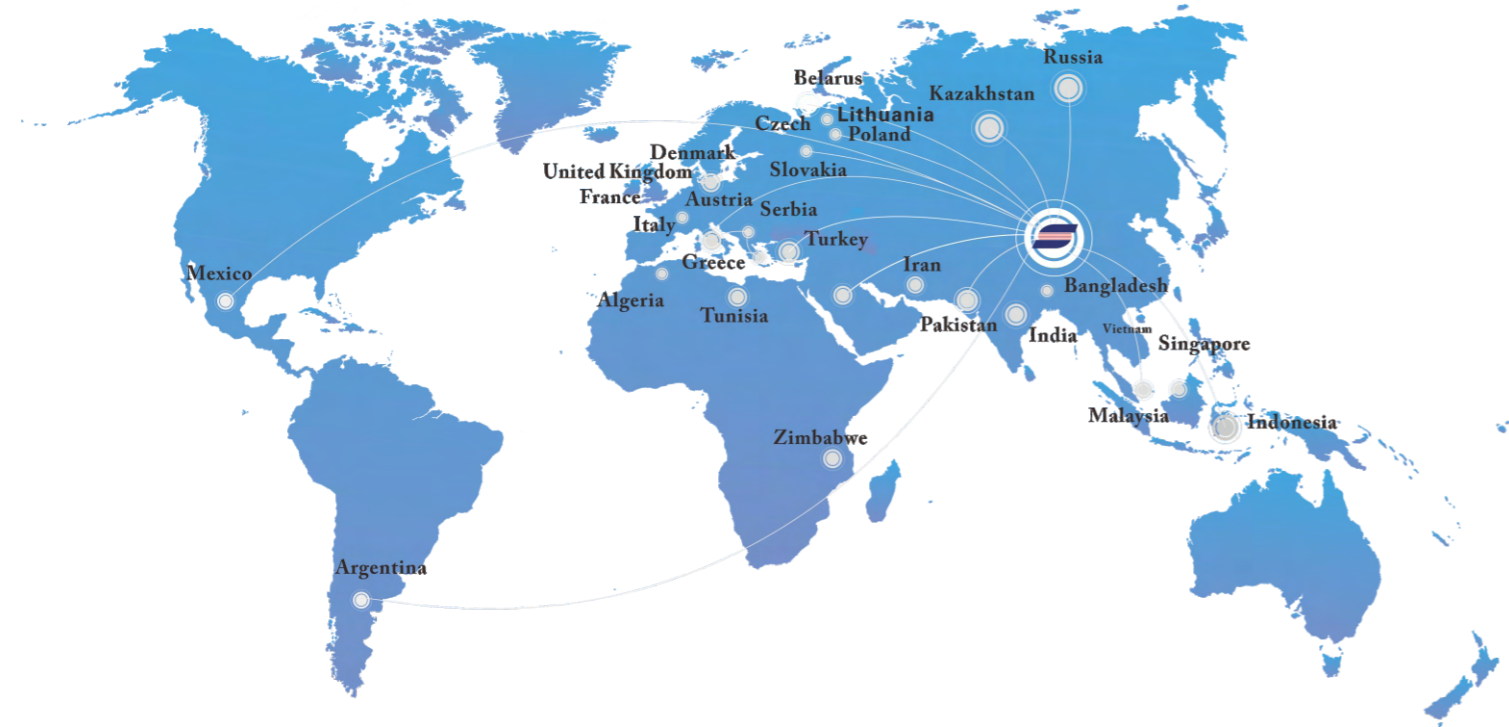 Russia
Belarus
Kazakhstan
Lithuania
Czech
Poland
Denmark
Slovakia
United Kingdom
France
Austria
Serbia
Italy
Turkey
Greece
Iran
Mexico
Bangladesh
Algeria
Tunisia
Pakistan
Vietnam
India
Singapore
Malaysia
Indonesia
Zimbabwe
Argentina